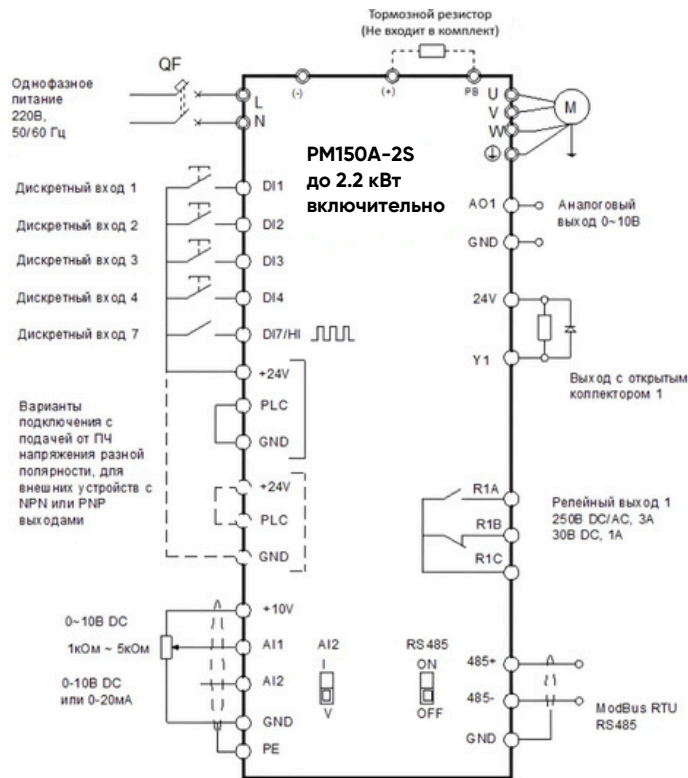 Тормозной резистор
(Не входит в комплект)
QF
(-)
(+)
PB
Однофазное
питание
220В,
50/60 Гц
L
N
U
V
W
M
PM150A-2S
до 2.2 кВт
включительно
Дискретный вход 1
DI1
Дискретный вход 2
DI2
Дискретный вход 3
DI3
Дискретный вход 4
DI4
Дискретный вход 7
DI7/HI
+24V
PLC
GND
Варианты
подключения с
подачей от ПЧ
напряжения разной
полярности, для
внешних устройств с
NPN или PNP
выходами
+24V
PLC
GND
AO1
GND
Аналоговый
выход 0~10В
24V
Y1
Выход с открытым
коллектором 1
R1A
R1B
R1C
Релейный выход 1
250В DC/AC, 3А
30В DC, 1А
0~10В DC
1кОм ~ 5кОм
0-10В DC
или 0-20мА
+10V
AI1
AI2
GND
PE
AI2
I
V
RS485
ON
OFF
485+
485-
GND
ModBus RTU
RS485